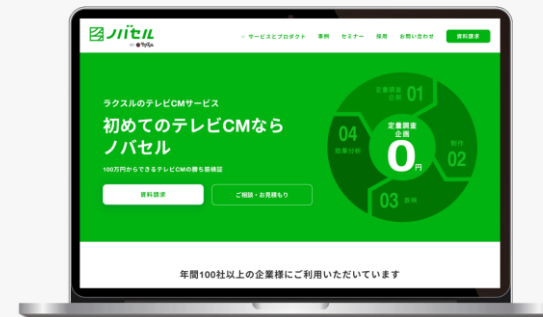 ノバセル
by ラクスル
サービスとプロダクト 事例 セミナー 採用 お問い合わせ 資料請求
ラクスルのテレビCMサービス
初めてのテレビCMなら
ノバセル
100万円からできるテレビCMの勝ち筋検証
資料請求
ご相談・お見積もり
定量調査
企画 01
制作
02
03 放映
04
効果分析
定量調査
企画
0円
年間100社以上の企業様にご利用いただいています